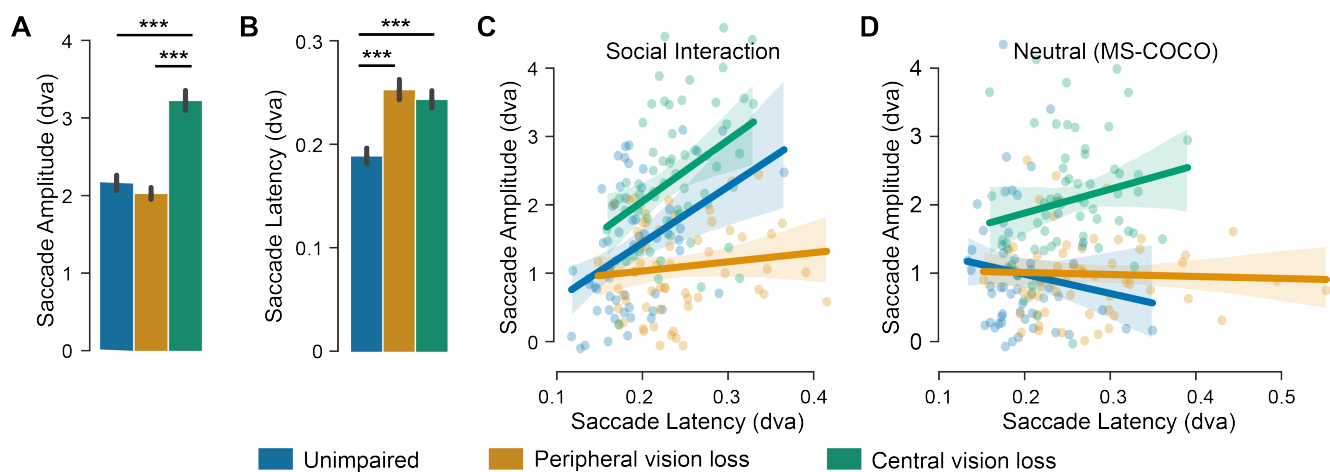 A
***
***
Saccade Amplitude (dva)
4
3
2
1
0
B
***
***
Saccade Latency (dva)
0.3
0.2
0.1
0
C
Social Interaction
Saccade Amplitude (dva)
4
3
2
1
0
0.1 0.2 0.3 0.4
Saccade Latency (dva)
D
Neutral (MS-COCO)
Saccade Amplitude (dva)
4
3
2
1
0
0.1 0.2 0.3 0.4 0.5
Saccade Latency (dva)
Unimpaired Peripheral vision loss Central vision loss